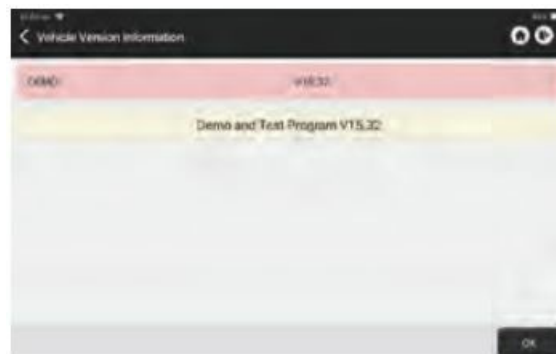 Vehicle Version Information
DEMO V15.32
Demo and Test Program V15.32
OK